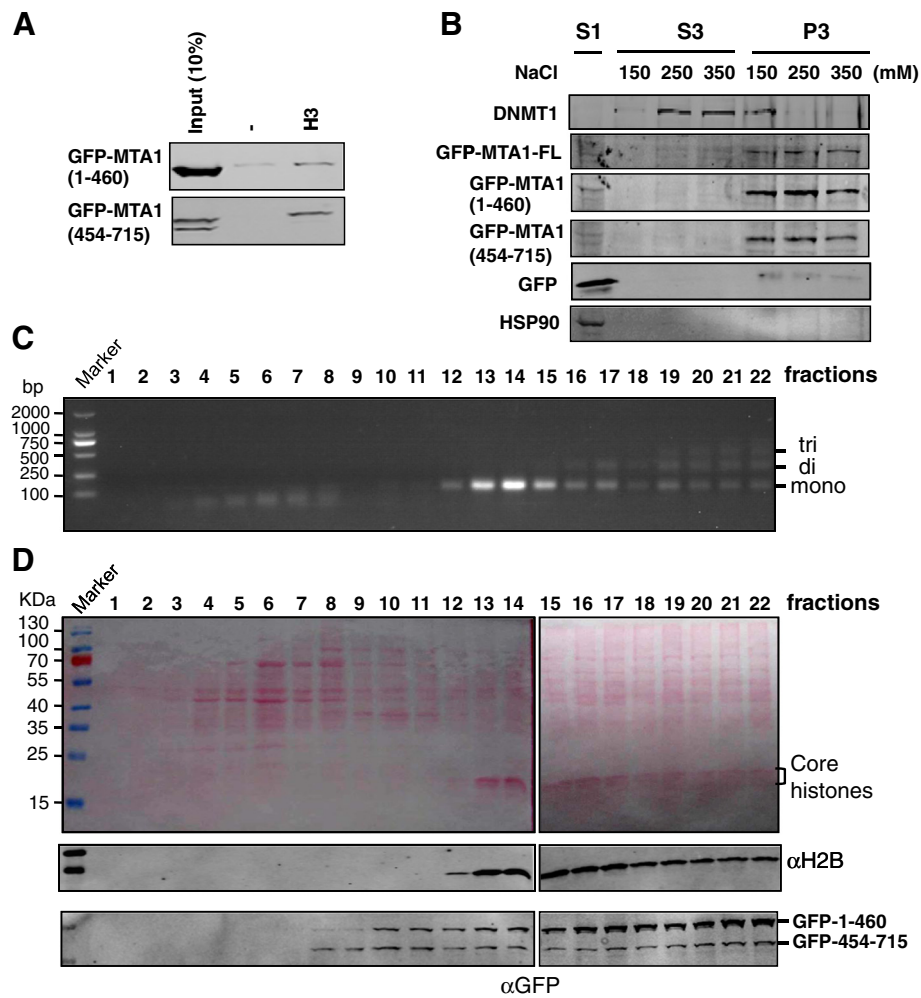 A
Input (10%)
-
H3
GFP-MTA1
(1-460)
GFP-MTA1
(454-715)
B
S1 S3 P3
NaCl 150 250 350 150 250 350 (mM)
DNMT1
GFP-MTA1-FL
GFP-MTA1
(1-460)
GFP-MTA1
(454-715)
GFP
HSP90
C
bp Marker 1 2 3 4 5 6 7 8 9 10 11 12 13 14 15 16 17 18 19 20 21 22 fractions
2000
1000
750
500
250
100
tri
di
mono
D
KDa Marker 1 2 3 4 5 6 7 8 9 10 11 12 13 14 15 16 17 18 19 20 21 22 fractions
130
100
70
55
40
35
25
15
Core
histones
αH2B
GFP-1-460
GFP-454-715
αGFP